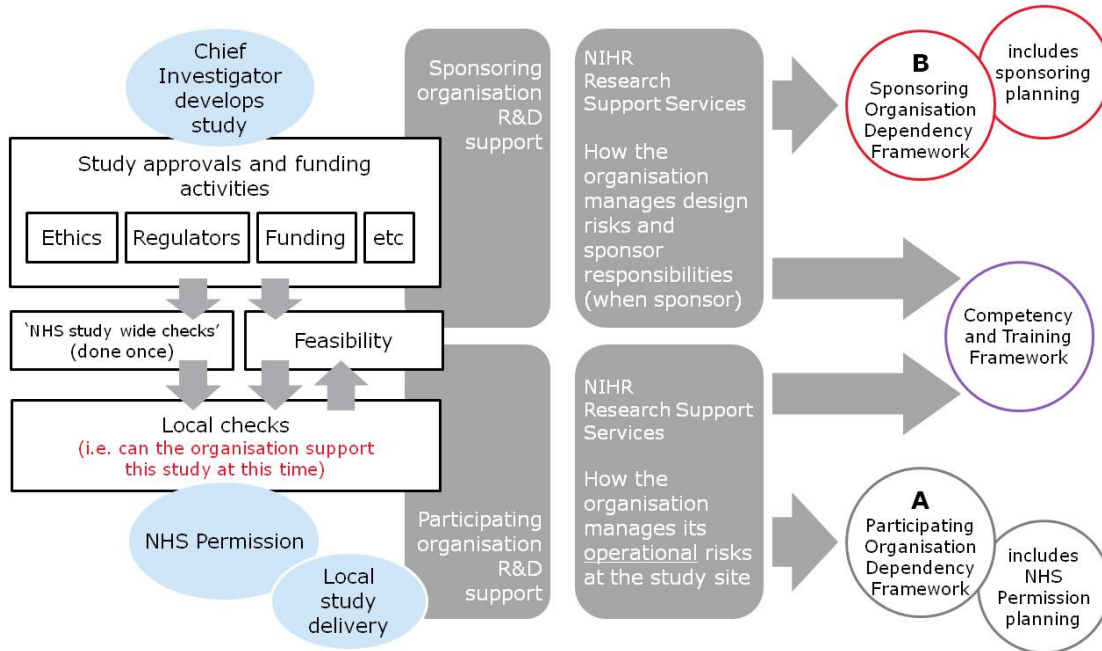 Chief
Investigator
develops
study
Study approvals and funding
activities
Ethics
Regulators
Funding
etc
‘NHS study wide checks’
(done once)
Feasibility
Local checks
(i.e. can the organisation support
this study at this time)
NHS Permission
Local
study
delivery
Sponsoring
organisation
R&D
support
Participating
organisation
R&D
support
NIHR
Research
Support Services
How the
organisation
manages design
risks and
sponsor
responsibilities
(when sponsor)
NIHR
Research Support
Services
How the
organisation
manages its
operational risks
at the study site
B
Sponsoring
Organisation
Dependency
Framework
includes
sponsoring
planning
Competency
and Training
Framework
A
Participating
Organisation
Dependency
Framework
includes
NHS
Permission
planning